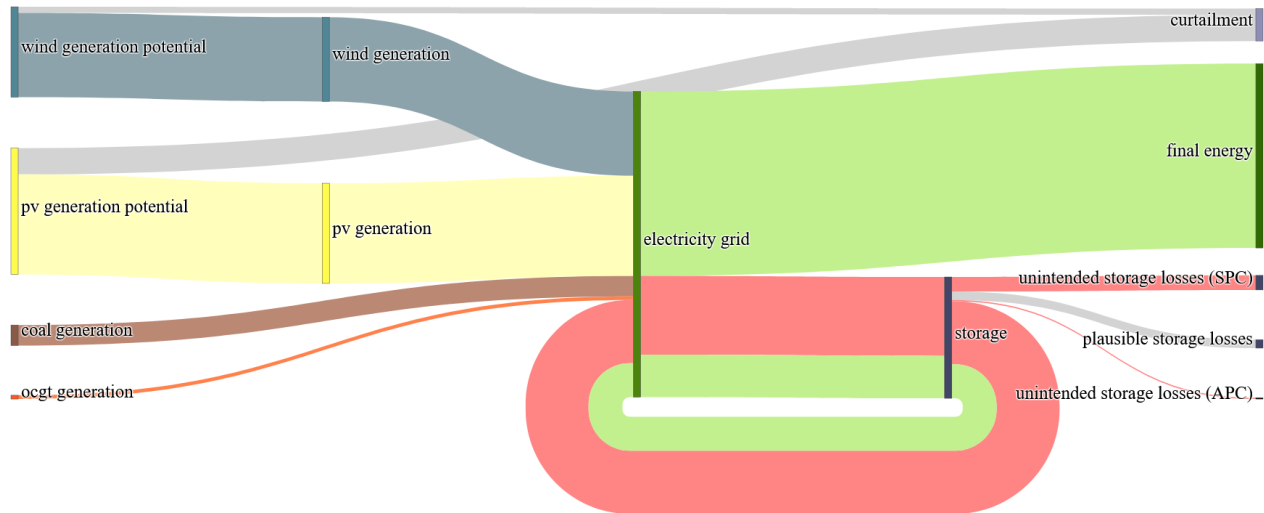 curtailment
wind generation potential
wind generation
final energy
pv generation potential
pv generation
electricity grid
unintended storage losses (SPC)
coal generation
storage
plausible storage losses
ocgt generation
unintended storage losses (APC)